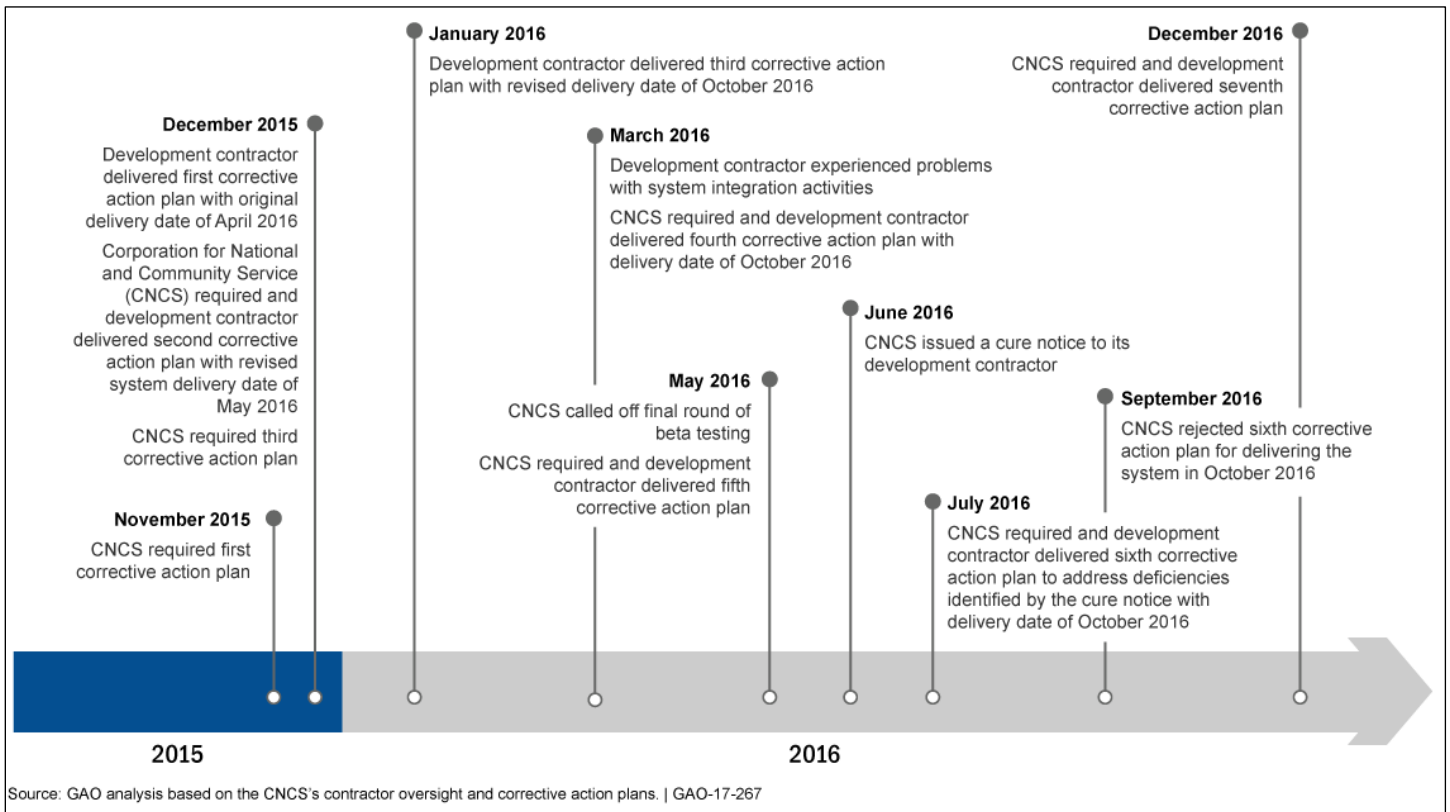 November 2015
CNCS required first
corrective action plan
December 2015
Development contractor
delivered first corrective
action plan with original
delivery date of April 2016
Corporation for National
and Community Service
(CNCS) required and
development contractor
delivered second corrective
action plan with revised
system delivery date of
May 2016
CNCS required third
corrective action plan
January 2016
Development contractor delivered third corrective action
plan with revised delivery date of October 2016
March 2016
Development contractor experienced problems
with system integration activities
CNCS required and development contractor
delivered fourth corrective action plan with
delivery date of October 2016
May 2016
CNCS called off final round of
beta testing
CNCS required and development
contractor delivered fifth
corrective action plan
June 2016
CNCS issued a cure notice to its
development contractor
July 2016
CNCS required and development
contractor delivered sixth corrective
action plan to address deficiencies
identified by the cure notice with
delivery date of October 2016
September 2016
CNCS rejected sixth corrective
action plan for delivering the
system in October 2016
December 2016
CNCS required and development
contractor delivered seventh
corrective action plan
2015
2016
Source: GAO analysis based on the CNCS's contractor oversight and corrective action plans. | GAO-17-267